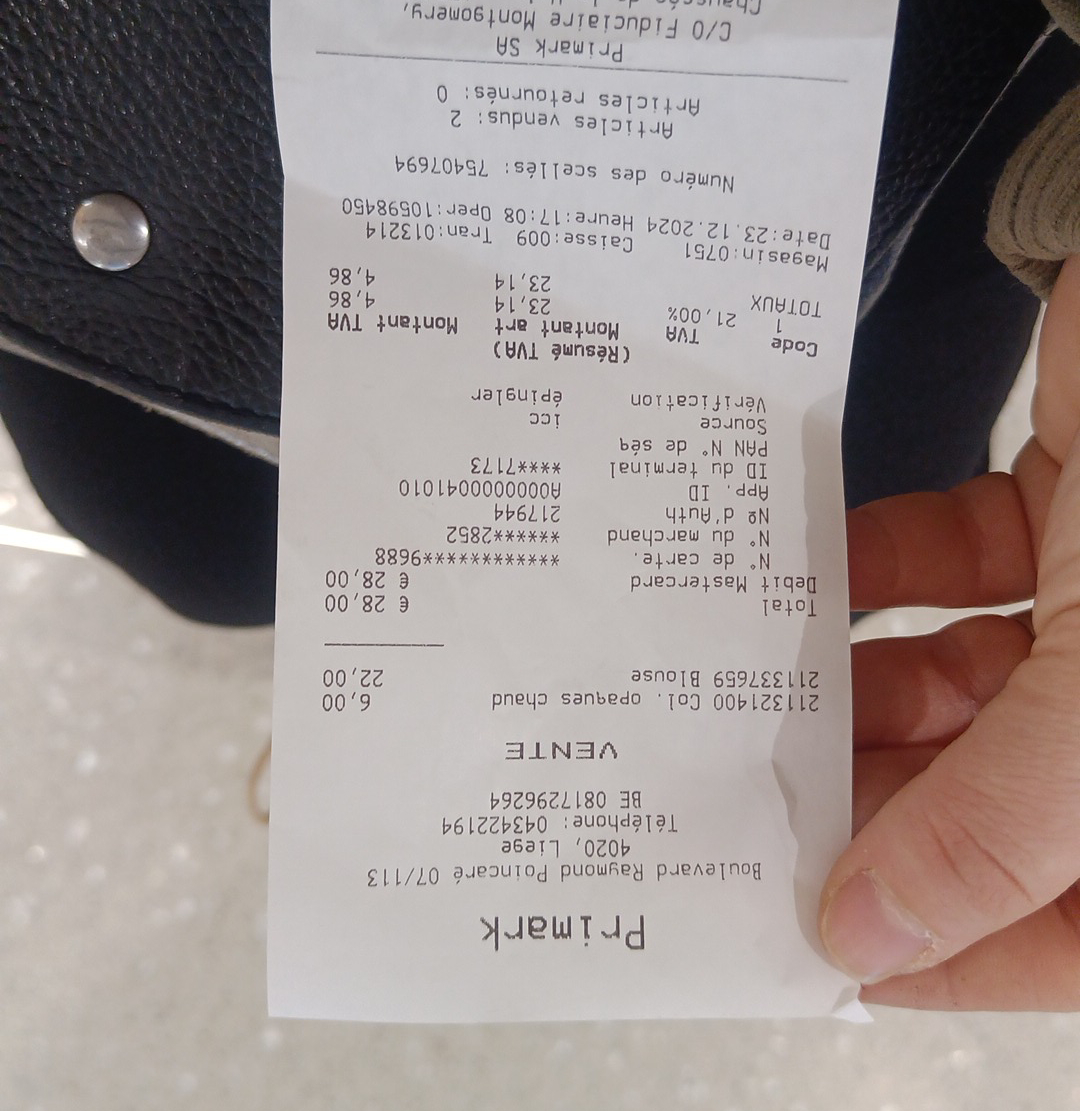 Primark
Boulevard Raymond Poincaré 07/113
4020, Liege
Téléphone: 043422194
BE 0817296264
VENTE
211321400 Col. opaques chaud 6,00
211337659 Blouse 22,00
Total € 28,00
Debit Mastercard € 28,00
N° de carte. **************9688
N° du marchand ******2852
Nº d'Auth 217944
App. ID A0000000041010
ID du terminal ****7173
PAN N° de séq
Source icc
Vérification épingler
(Résumé TVA)
Code TVA Montant art Montant TVA
1 21,00% 23,14 4,86
TOTAUX 23,14 4,86
Magasin:0751 Caisse:009 Tran:013214
Date:23.12.2024 Heure:17:08 Oper:10598450
Numéro des scellés: 75407694
Articles vendus: 2
Articles retournés: 0
Primark SA
C/O Fiduciaire Montgomery,